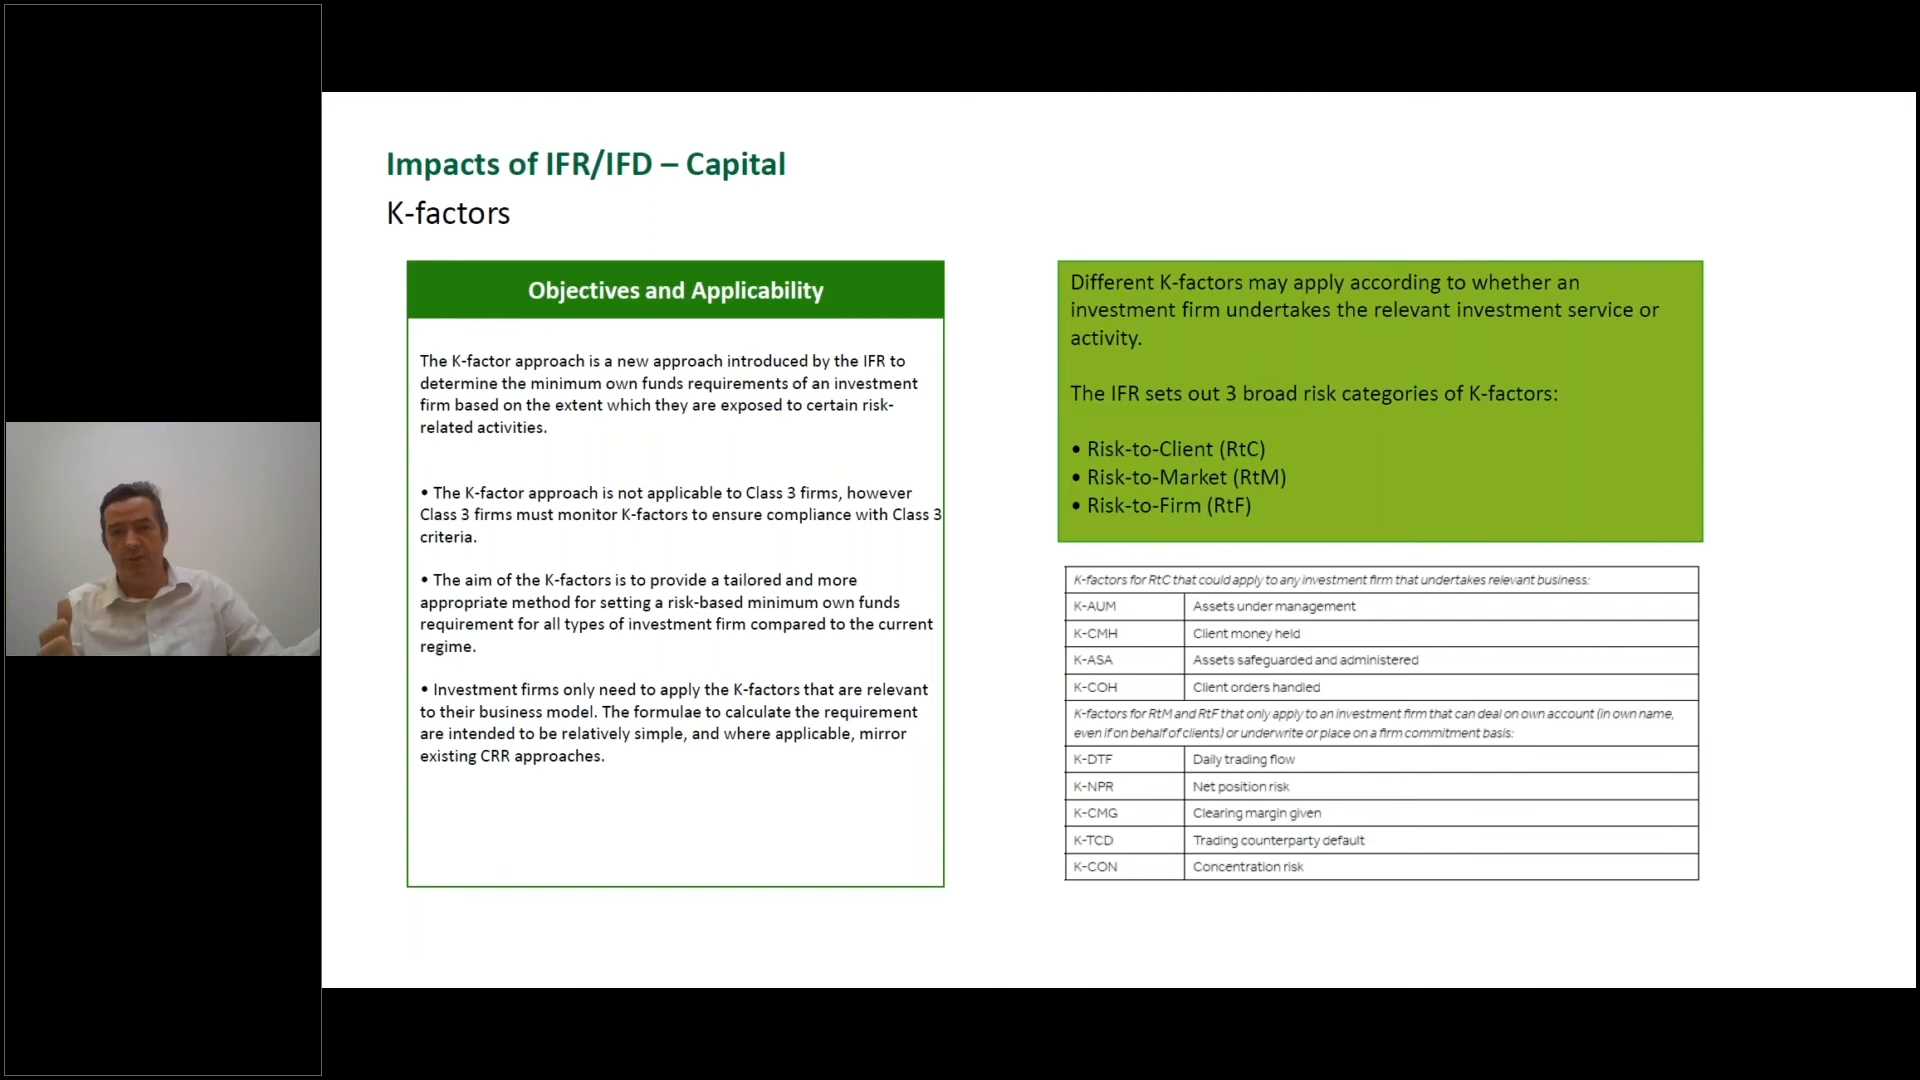 Impacts of IFR/IFD – Capital
K-factors
Objectives and Applicability
The K-factor approach is a new approach introduced by the IFR to
determine the minimum own funds requirements of an investment
firm based on the extent which they are exposed to certain risk-
related activities.
• The K-factor approach is not applicable to Class 3 firms, however
Class 3 firms must monitor K-factors to ensure compliance with Class 3
criteria.
• The aim of the K-factors is to provide a tailored and more
appropriate method for setting a risk-based minimum own funds
requirement for all types of investment firm compared to the current
regime.
• Investment firms only need to apply the K-factors that are relevant
to their business model. The formulae to calculate the requirement
are intended to be relatively simple, and where applicable, mirror
existing CRR approaches.
Different K-factors may apply according to whether an
investment firm undertakes the relevant investment service or
activity.
The IFR sets out 3 broad risk categories of K-factors:
• Risk-to-Client (RtC)
• Risk-to-Market (RtM)
• Risk-to-Firm (RtF)
K-factors for RtC that could apply to any investment firm that undertakes relevant business:
K-AUM Assets under management
K-CMH Client money held
K-ASA Assets safeguarded and administered
K-COH Client orders handled
K-factors for RtM and RtF that only apply to an investment firm that can deal on own account (in own name,
even if on behalf of clients) or underwrite or place on a firm commitment basis:
K-DTF Daily trading flow
K-NPR Net position risk
K-CMG Clearing margin given
K-TCD Trading counterparty default
K-CON Concentration risk